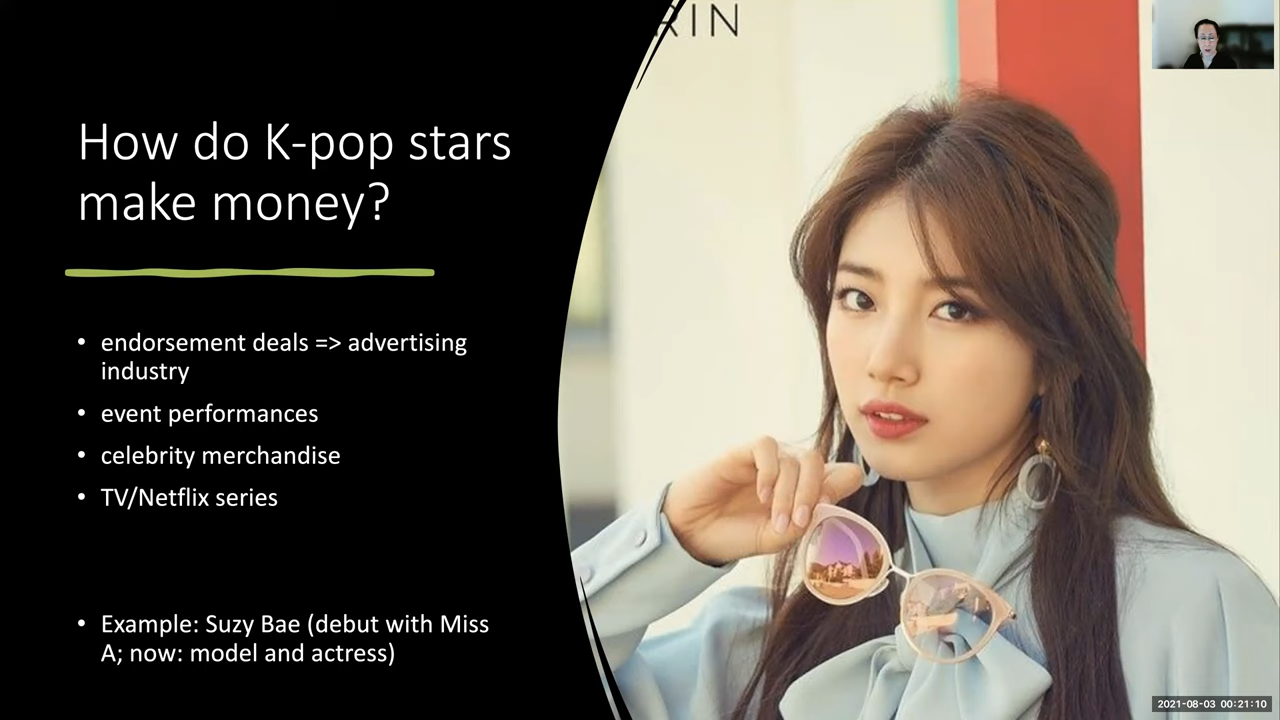 RIN
How do K-pop stars
make money?
• endorsement deals => advertising
industry
• event performances
• celebrity merchandise
• TV/Netflix series
• Example: Suzy Bae (debut with Miss
A; now: model and actress)
2021-08-03 00:21:10